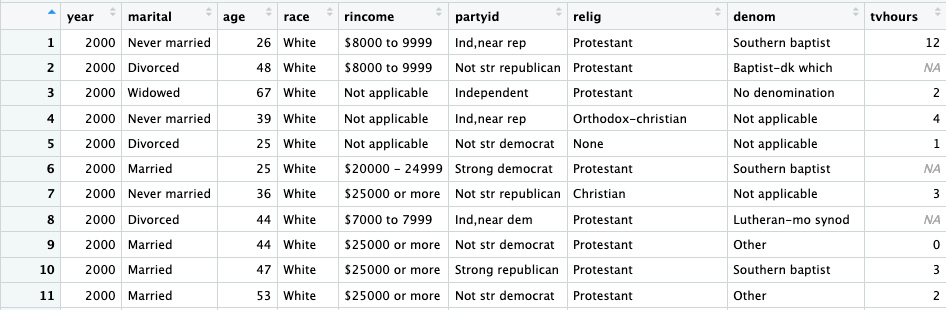 year marital age race rincome partyid relig denom tvhours
1 2000 Never married 26 White $8000 to 9999 Ind,near rep Protestant Southern baptist 12
2 2000 Divorced 48 White $8000 to 9999 Not str republican Protestant Baptist-dk which NA
3 2000 Widowed 67 White Not applicable Independent Protestant No denomination 2
4 2000 Never married 39 White Not applicable Ind,near rep Orthodox-christian Not applicable 4
5 2000 Divorced 25 White Not applicable Not str democrat None Not applicable 1
6 2000 Married 25 White $20000 - 24999 Strong democrat Protestant Southern baptist NA
7 2000 Never married 36 White $25000 or more Not str republican Christian Not applicable 3
8 2000 Divorced 44 White $7000 to 7999 Ind,near dem Protestant Lutheran-mo synod NA
9 2000 Married 44 White $25000 or more Not str democrat Protestant Other 0
10 2000 Married 47 White $25000 or more Strong republican Protestant Southern baptist 3
11 2000 Married 53 White $25000 or more Not str democrat Protestant Other 2